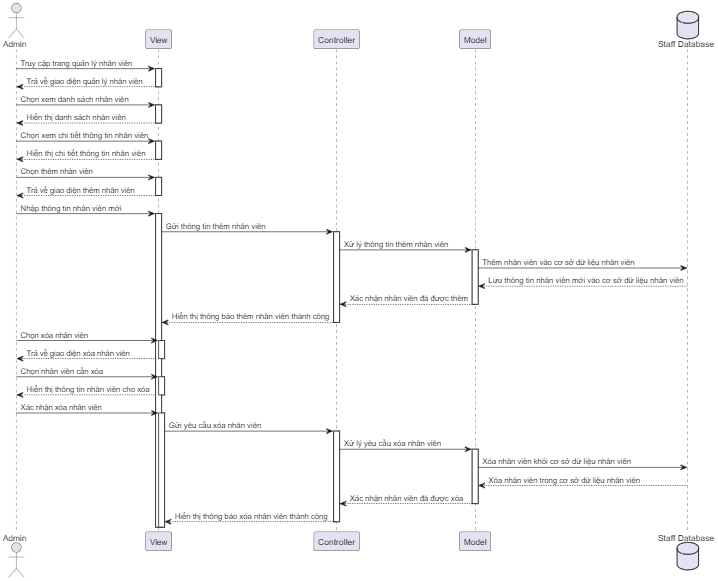 Admin
View
Controller
Model
Staff Database
Truy cập trang quản lý nhân viên
Trả về giao diện quản lý nhân viên
Chọn xem danh sách nhân viên
Hiển thị danh sách nhân viên
Chọn xem chi tiết thông tin nhân viên
Hiển thị chi tiết thông tin nhân viên
Chọn thêm nhân viên
Trả về giao diện thêm nhân viên
Nhập thông tin nhân viên mới
Gửi thông tin thêm nhân viên
Xử lý thông tin thêm nhân viên
Thêm nhân viên vào cơ sở dữ liệu nhân viên
Lưu thông tin nhân viên mới vào cơ sở dữ liệu nhân viên
Xác nhận nhân viên đã được thêm
Hiển thị thông báo thêm nhân viên thành công
Chọn xóa nhân viên
Trả về giao diện xóa nhân viên
Chọn nhân viên cần xóa
Hiển thị thông tin nhân viên cho xóa
Xác nhận xóa nhân viên
Gửi yêu cầu xóa nhân viên
Xử lý yêu cầu xóa nhân viên
Xóa nhân viên khỏi cơ sở dữ liệu nhân viên
Xóa nhân viên trong cơ sở dữ liệu nhân viên
Xác nhận nhân viên đã được xóa
Hiển thị thông báo xóa nhân viên thành công
Admin
View
Controller
Model
Staff Database